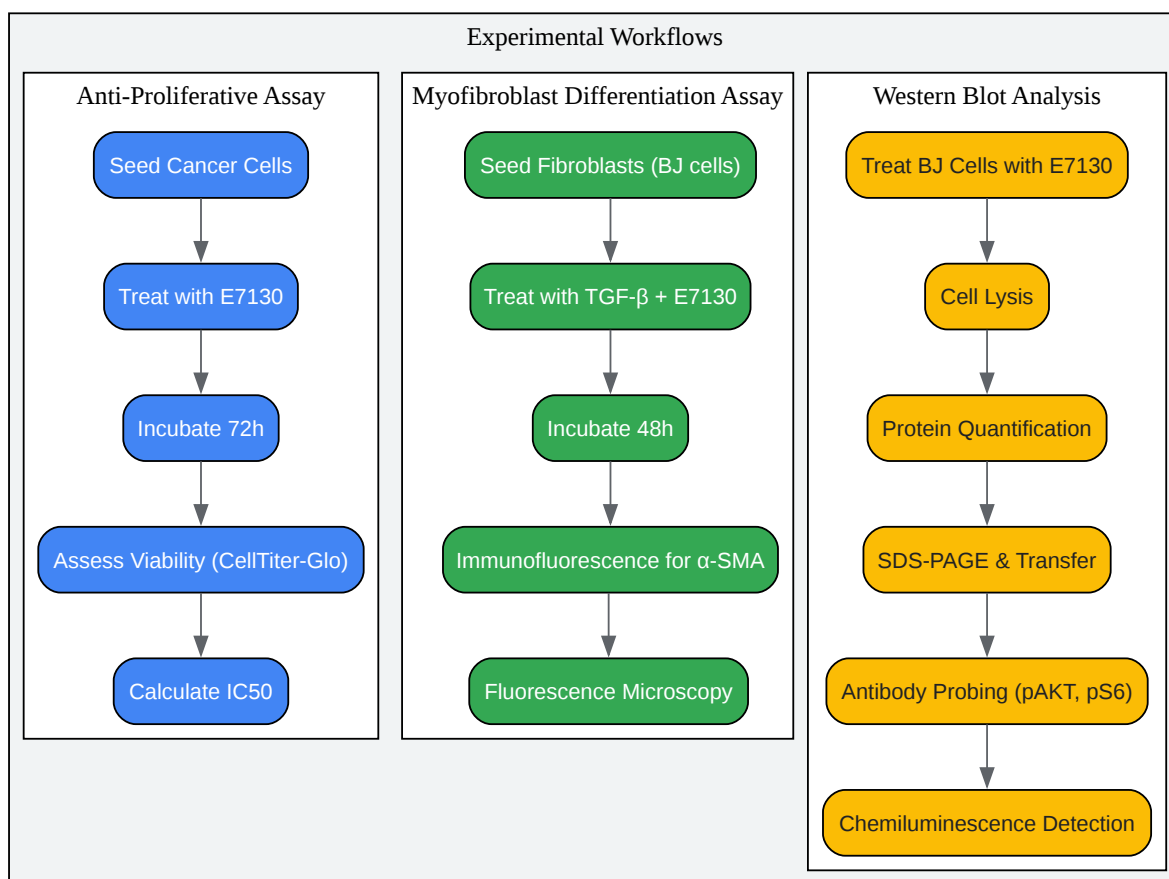 Experimental Workflows
Anti-Proliferative Assay
Seed Cancer Cells
Treat with E7130
Incubate 72h
Assess Viability (CellTiter-Glo)
Calculate IC50
Myofibroblast Differentiation Assay
Seed Fibroblasts (BJ cells)
Treat with TGF-β + E7130
Incubate 48h
Immunofluorescence for α-SMA
Fluorescence Microscopy
Western Blot Analysis
Treat BJ Cells with E7130
Cell Lysis
Protein Quantification
SDS-PAGE & Transfer
Antibody Probing (pAKT, pS6)
Chemiluminescence Detection